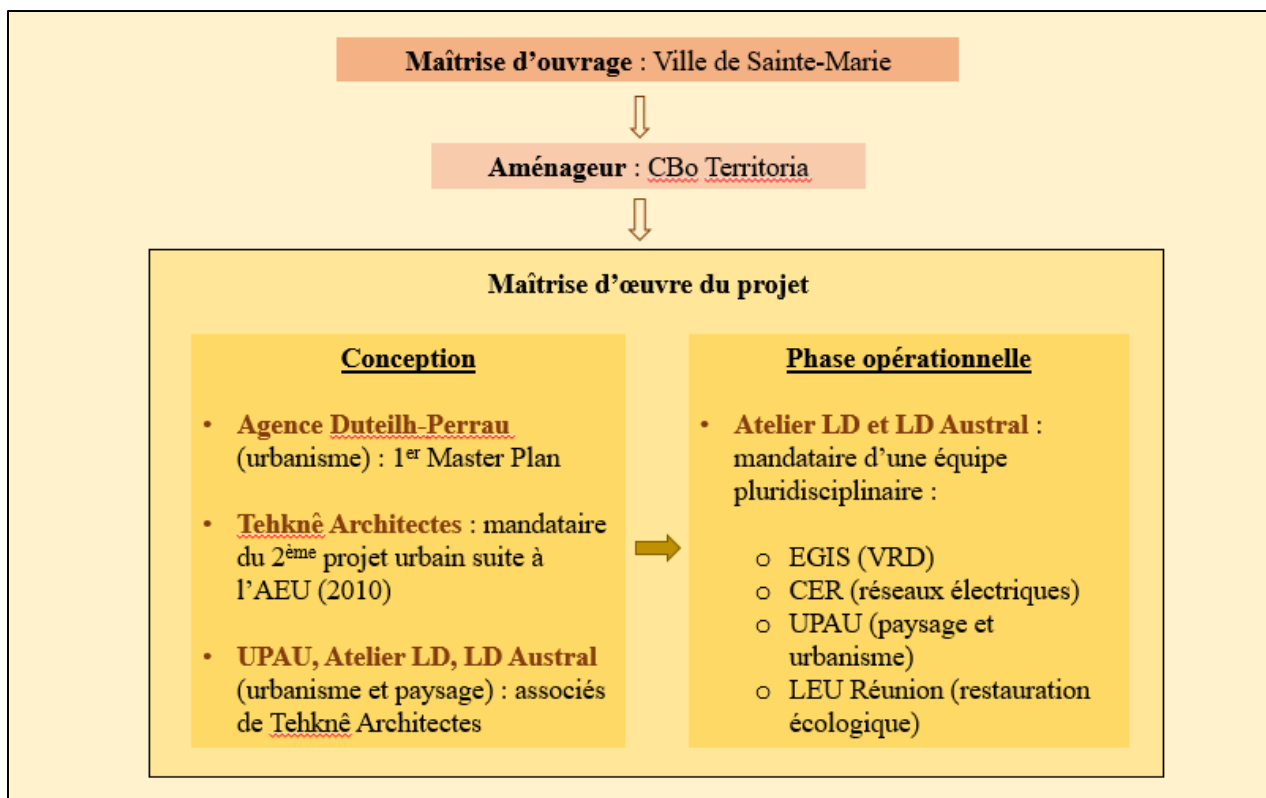 Maîtrise d'ouvrage : Ville de Sainte-Marie
Aménageur : CBo Territoria
Maîtrise d'œuvre du projet
Conception
• Agence Duteilh-Perrau
(urbanisme) : 1er Master Plan
• Tehknê Architectes : mandataire
du 2ème projet urbain suite à
l'AEU (2010)
• UPAU, Atelier LD, LD Austral
(urbanisme et paysage) : associés
de Tehknê Architectes
Phase opérationnelle
• Atelier LD et LD Austral :
mandataire d'une équipe
pluridisciplinaire :
o EGIS (VRD)
o CER (réseaux électriques)
o UPAU (paysage et
urbanisme)
o LEU Réunion (restauration
écologique)